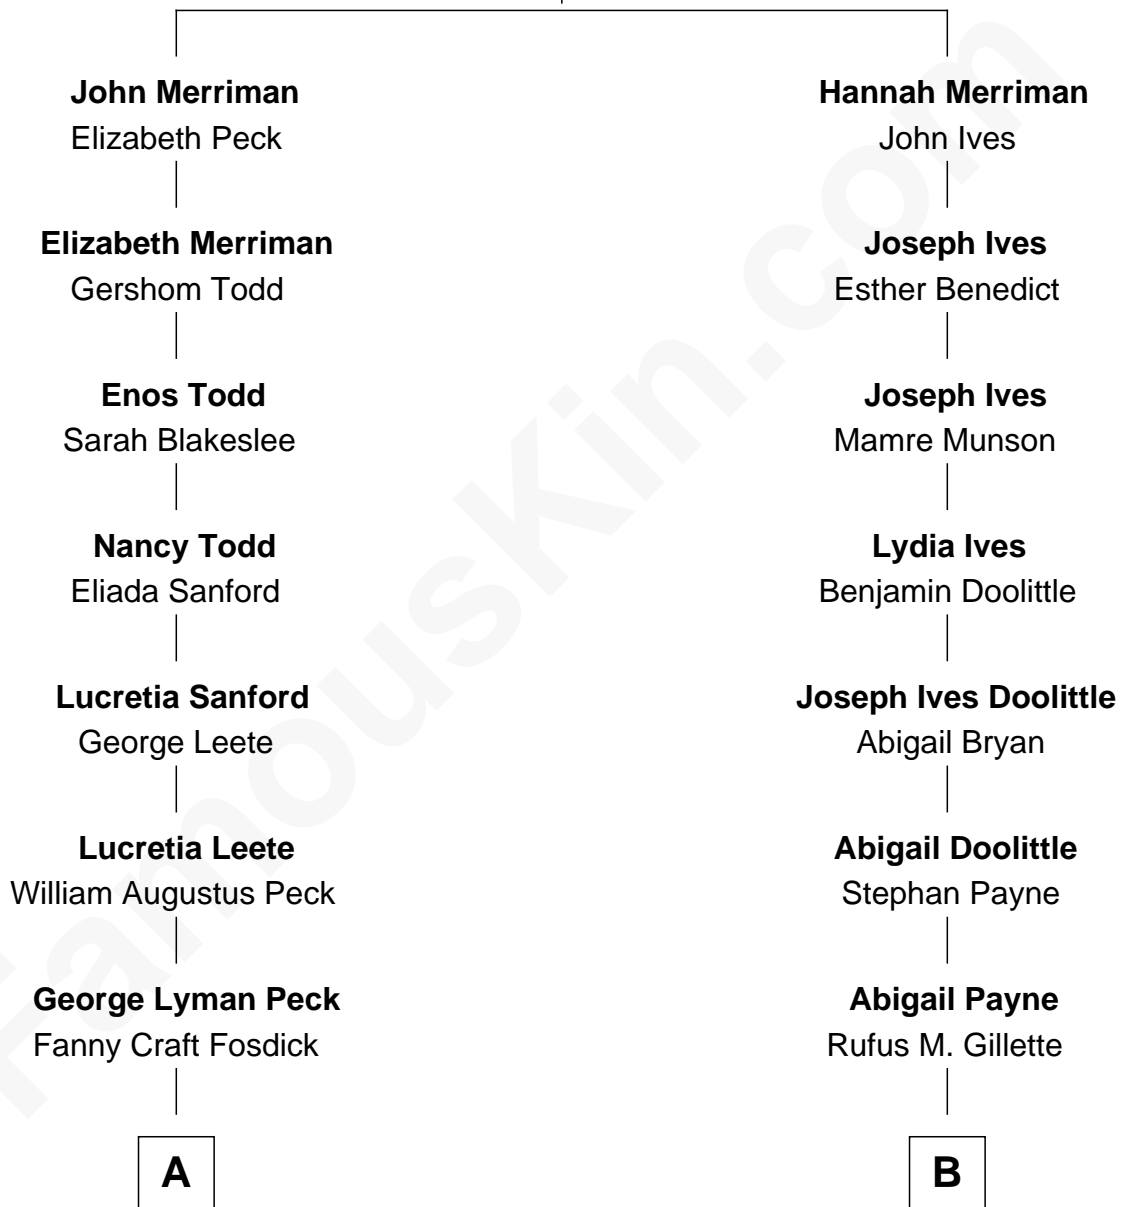 John Merriman
Elizabeth Peck
Hannah Merriman
John Ives
Elizabeth Merriman
Gershom Todd
Joseph Ives
Esther Benedict
Enos Todd
Sarah Blakeslee
Joseph Ives
Mamre Munson
Nancy Todd
Eliada Sanford
Lydia Ives
Benjamin Doolittle
Lucretia Sanford
George Leete
Joseph Ives Doolittle
Abigail Bryan
Lucretia Leete
William Augustus Peck
Abigail Doolittle
Stephan Payne
George Lyman Peck
Fanny Craft Fosdick
Abigail Payne
Rufus M. Gillette
A
B
FamousKin.com